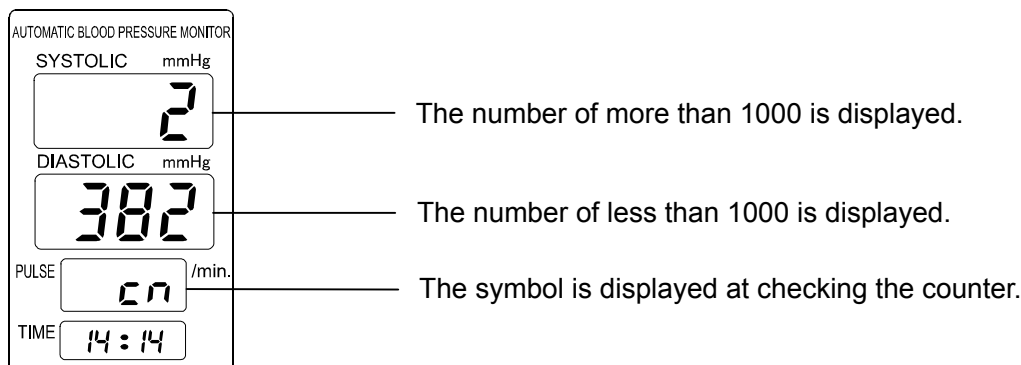 AUTOMATIC BLOOD PRESSURE MONITOR
SYSTOLIC mmHg
2
The number of more than 1000 is displayed.
DIASTOLIC mmHg
382
The number of less than 1000 is displayed.
PULSE cn /min.
The symbol is displayed at checking the counter.
TIME 14:14